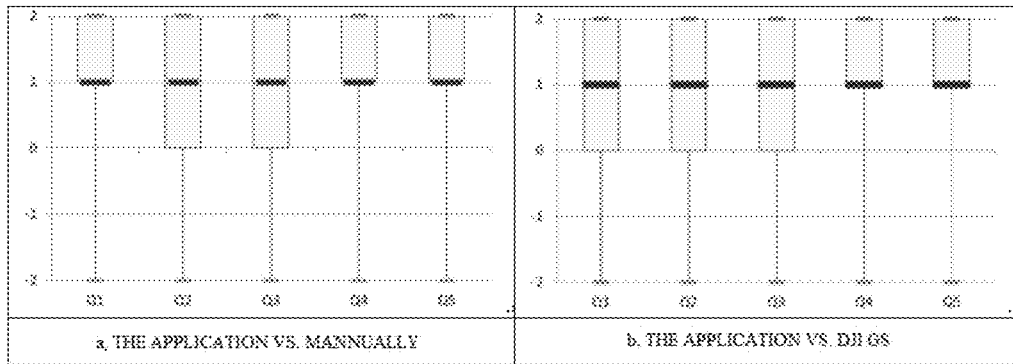 2
1
0
-1
-2
Q1 Q2 Q3 Q4 Q5
a, THE APPLICATION VS. MANNUALLY
2
1
0
-1
-2
Q1 Q2 Q3 Q4 Q5
b. THE APPLICATION VS. DJI GS